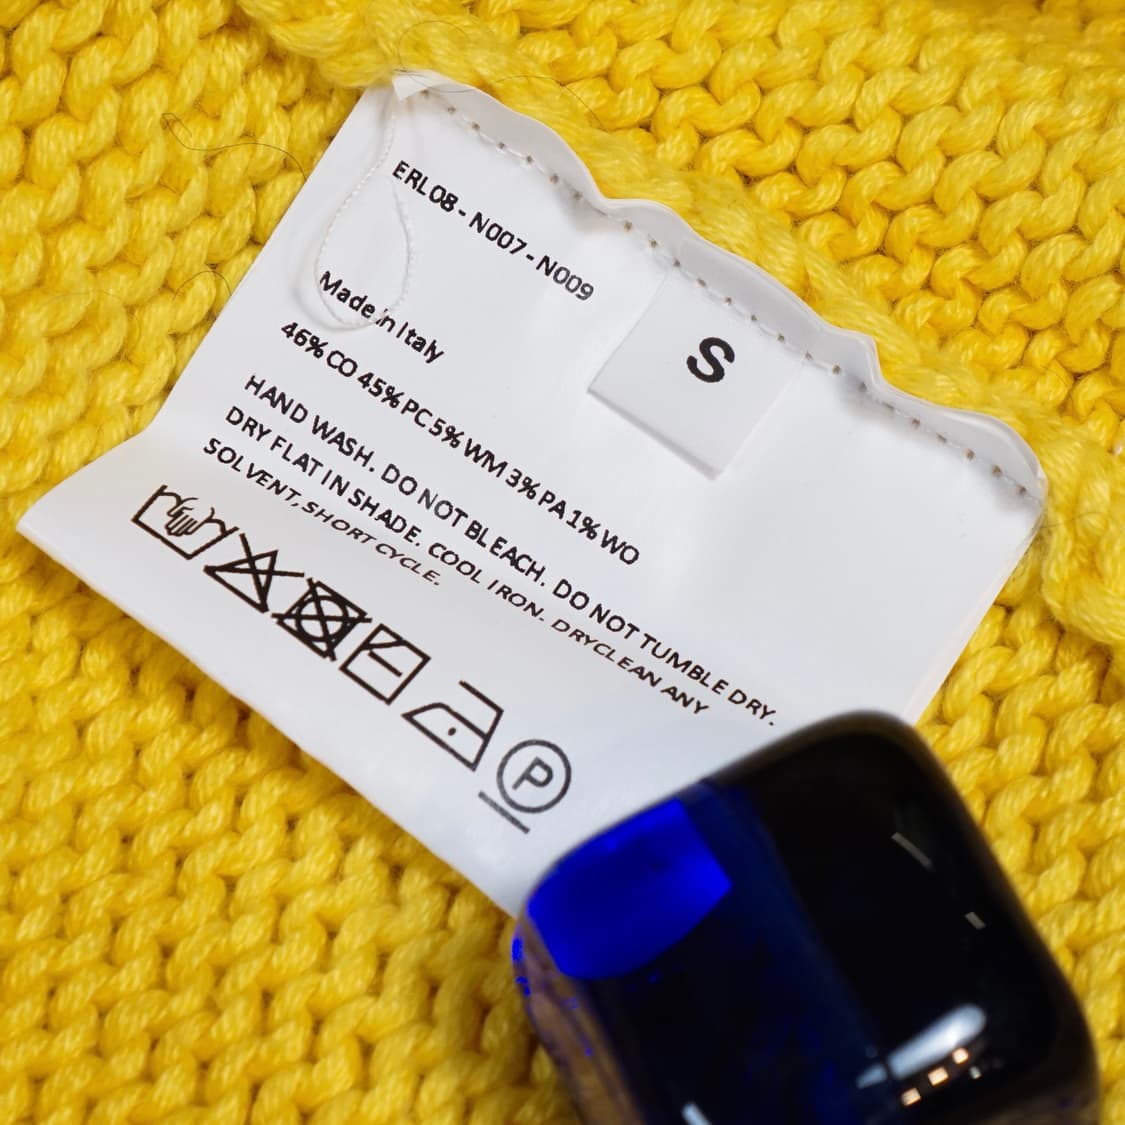 ERL08 - N007 - N009
S
Made in Italy
46% CO 45% PC 5% WM 3% PA 1% WO
HAND WASH. DO NOT BLEACH. DO NOT TUMBLE DRY.
DRY FLAT IN SHADE. COOL IRON. DRYCLEAN ANY
SOLVENT, SHORT CYCLE.
P